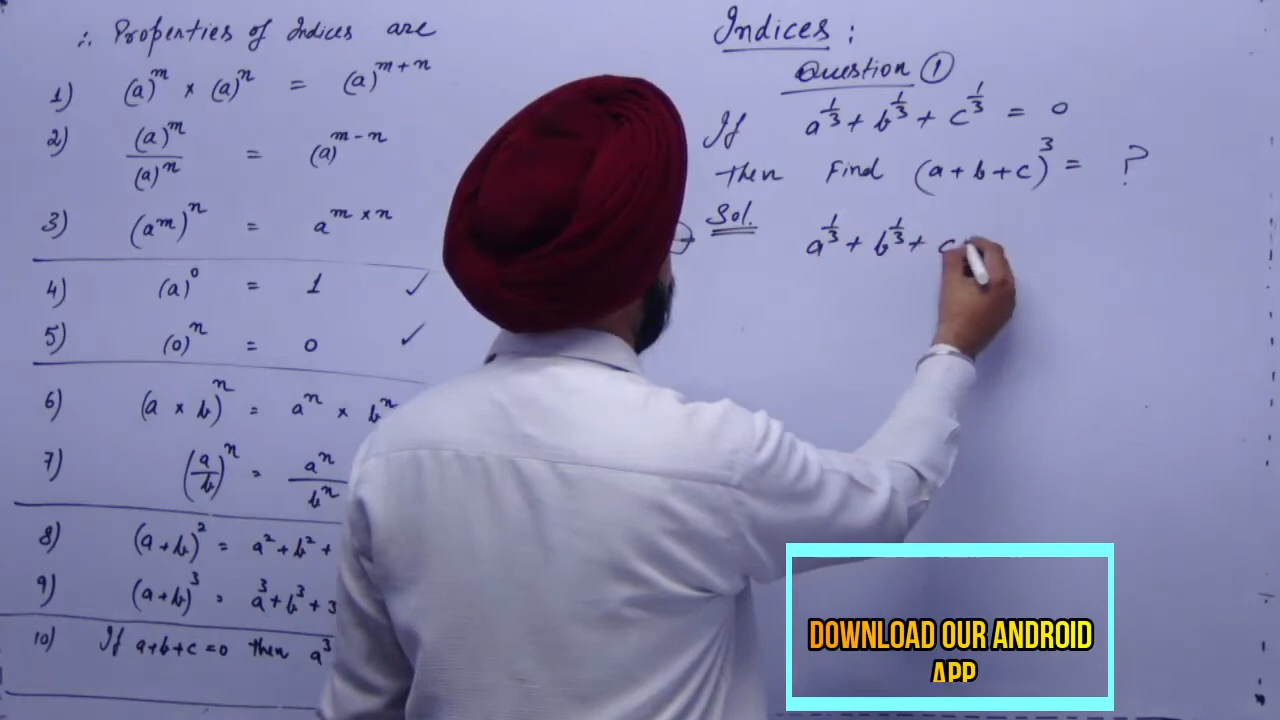 ∴ Properties of Indices are
1) (a)^m × (a)^n = (a)^{m+n}
2) (a)^m / (a)^n = (a)^{m-n}
3) (a^m)^n = a^{m×n}
4) (a)^0 = 1 ✓
5) (0)^n = 0 ✓
6) (a × b)^n = a^n × b^n
7) (a/b)^n = a^n / b^n
8) (a+b)^2 = a^2+b^2+
9) (a+b)^3 = a^3+b^3+3
10) If a+b+c=0 then a^3
Indices :
Question ①
If a^{1/3} + b^{1/3} + c^{1/3} = 0
then Find (a+b+c)^3 = ?
Sol. a^{1/3} + b^{1/3} + c
DOWNLOAD OUR ANDROID
APP